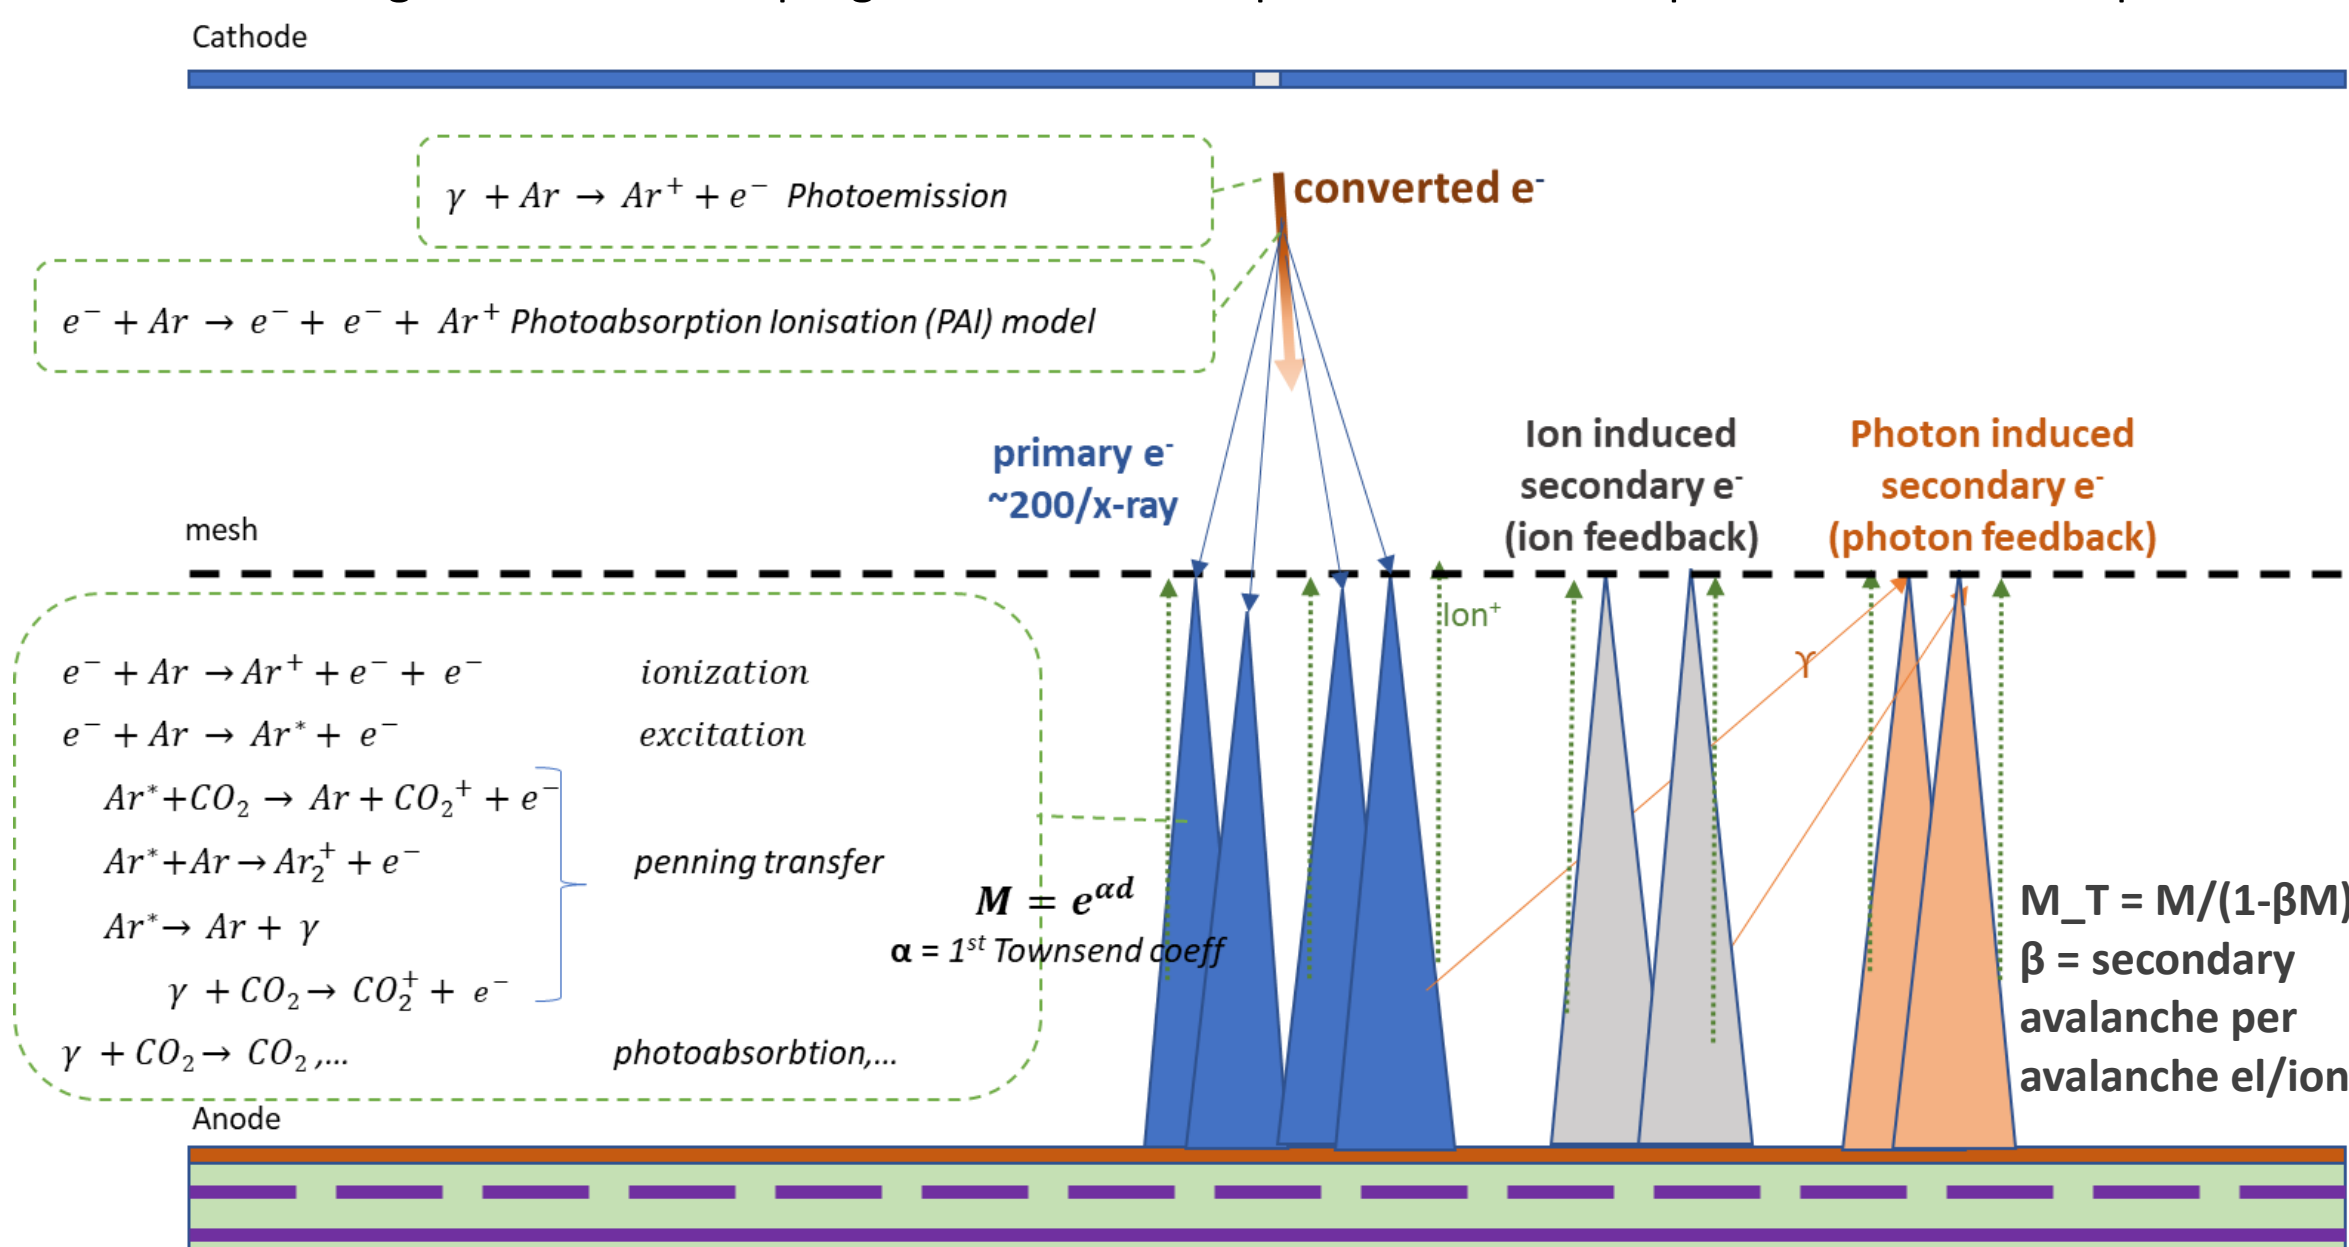 Cathode
γ + Ar → Ar⁺ + e⁻ Photoemission
converted e⁻
e⁻ + Ar → e⁻ + e⁻ + Ar⁺ Photoabsorption Ionisation (PAI) model
primary e⁻
~200/x-ray
Ion induced
secondary e⁻
(ion feedback)
Photon induced
secondary e⁻
(photon feedback)
mesh
Ion⁺
ϒ
e⁻ + Ar → Ar⁺ + e⁻ + e⁻ ionization
e⁻ + Ar → Ar* + e⁻ excitation
Ar*+CO₂ → Ar + CO₂⁺ + e⁻
Ar*+Ar → Ar₂⁺ + e⁻ penning transfer
Ar* → Ar + γ
γ + CO₂ → CO₂⁺ + e⁻
γ + CO₂ → CO₂ ,... photoabsorbtion,...
M = e^{αd}
α = 1ˢᵗ Townsend coeff
M_T = M/(1-βM)
β = secondary
avalanche per
avalanche el/ion
Anode